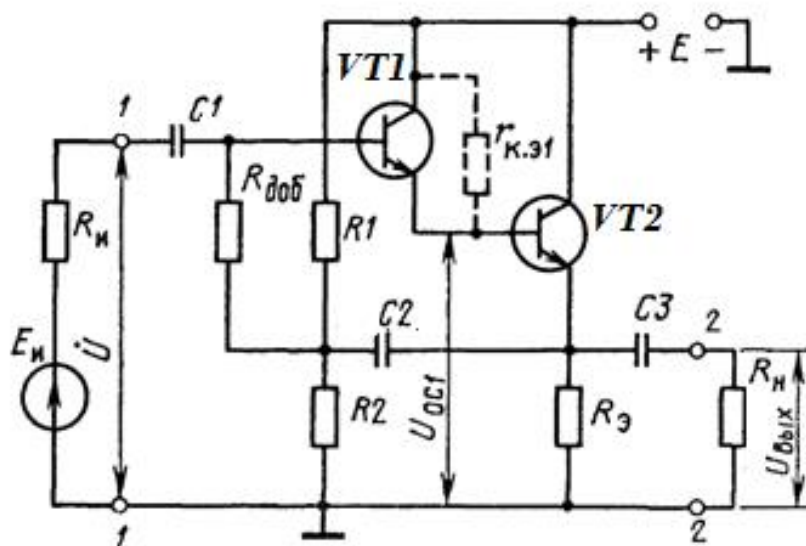 + E -
VT1
1
C1
r к.э1
R доб
R1
VT2
R и
C2
C3
2
E и
U̇
U ос1
R н
R2
R э
U вых
1
2